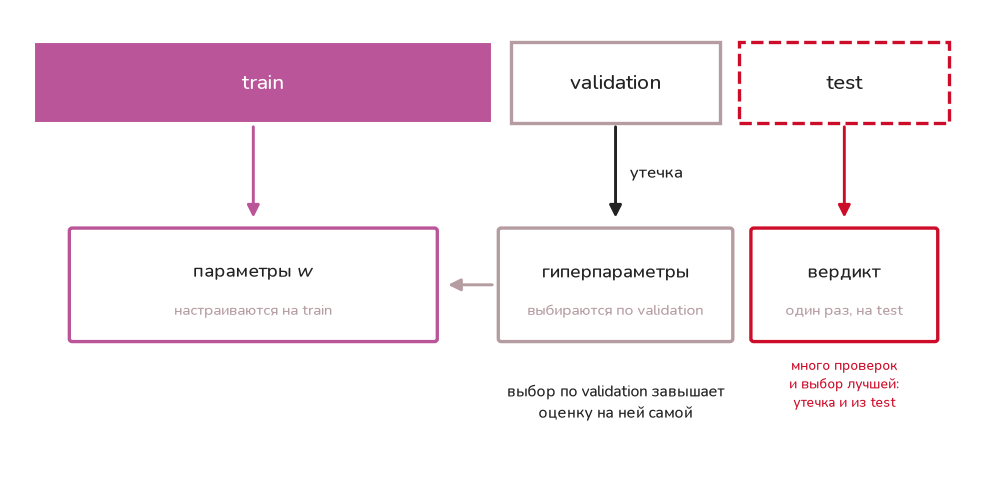 train
validation
test
утечка
параметры w
настраиваются на train
гиперпараметры
выбираются по validation
вердикт
один раз, на test
выбор по validation завышает
оценку на ней самой
много проверок
и выбор лучшей:
утечка и из test